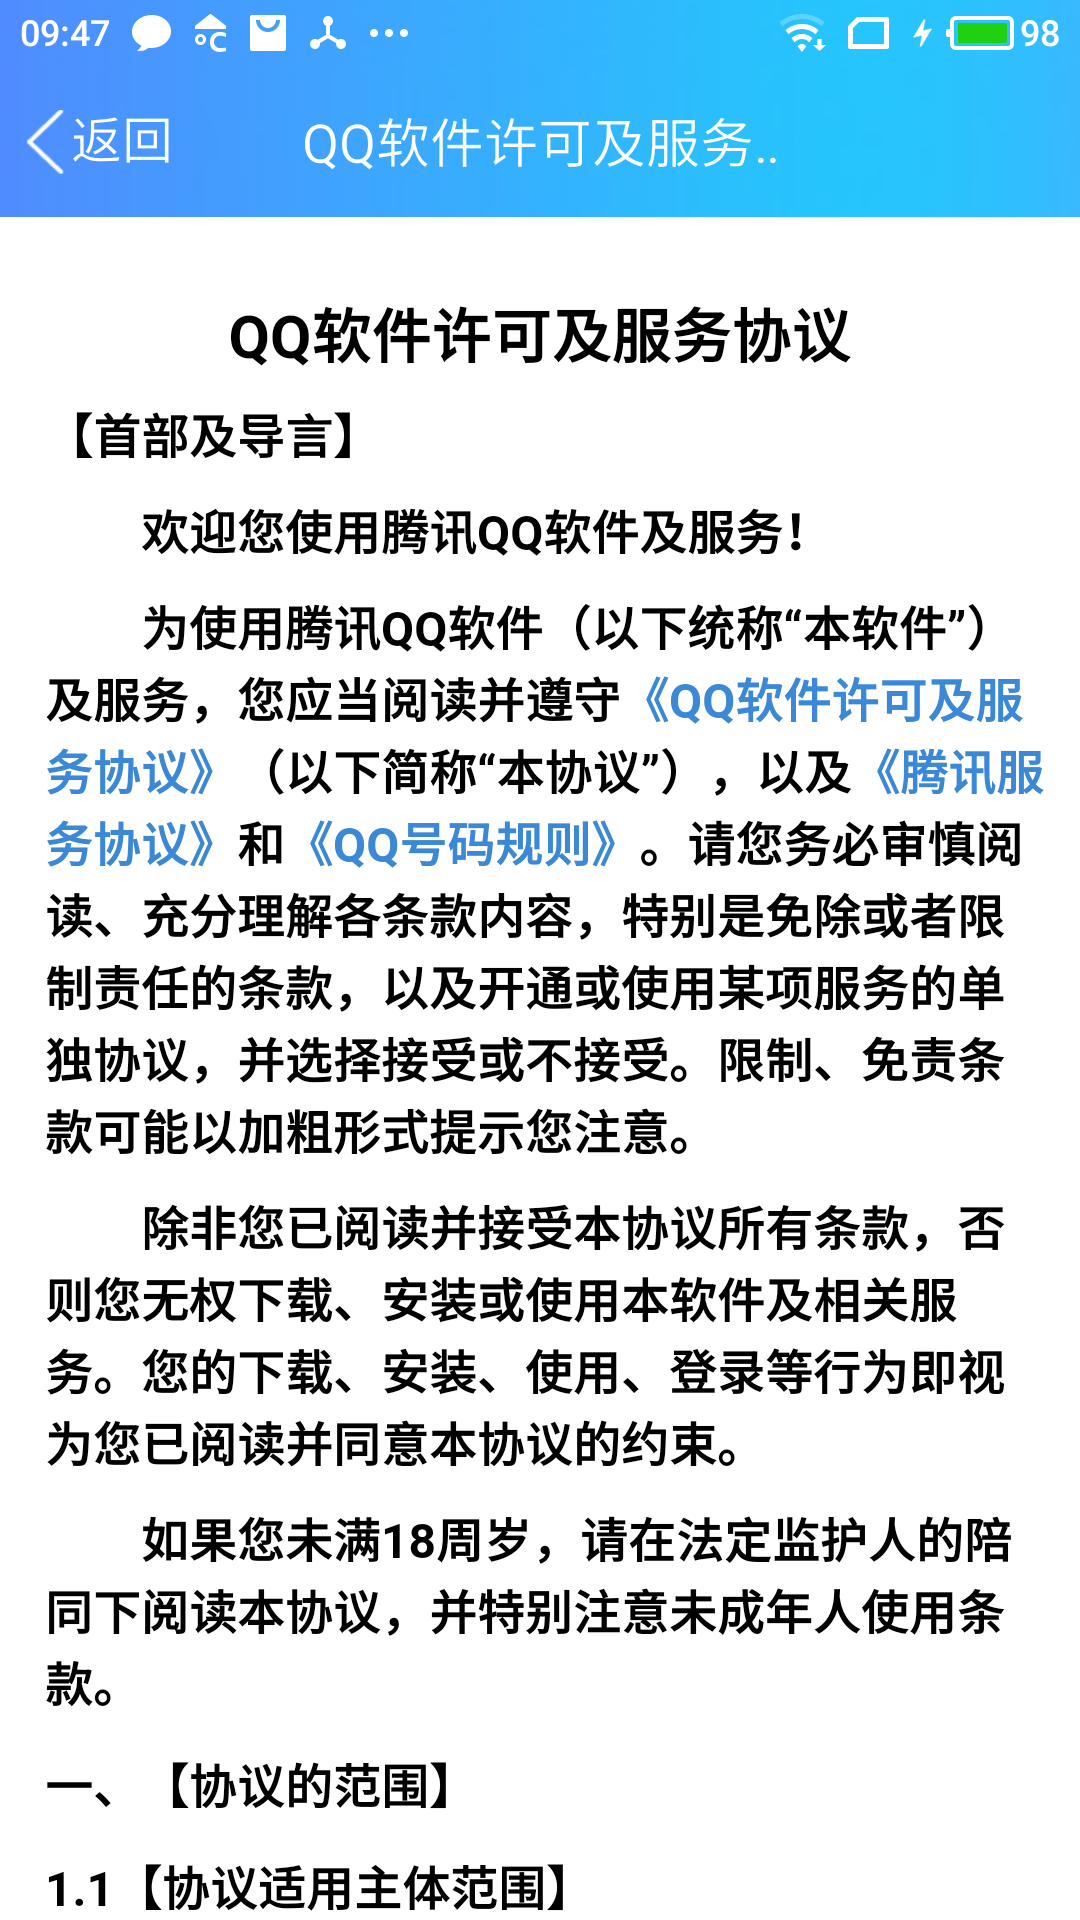 09:47
98
返回
QQ软件许可及服务..
QQ软件许可及服务协议
【首部及导言】
欢迎您使用腾讯QQ软件及服务！
为使用腾讯QQ软件（以下统称“本软件”）
及服务，您应当阅读并遵守《QQ软件许可及服
务协议》（以下简称“本协议”），以及《腾讯服
务协议》和《QQ号码规则》。请您务必审慎阅
读、充分理解各条款内容，特别是免除或者限
制责任的条款，以及开通或使用某项服务的单
独协议，并选择接受或不接受。限制、免责条
款可能以加粗形式提示您注意。
除非您已阅读并接受本协议所有条款，否
则您无权下载、安装或使用本软件及相关服
务。您的下载、安装、使用、登录等行为即视
为您已阅读并同意本协议的约束。
如果您未满18周岁，请在法定监护人的陪
同下阅读本协议，并特别注意未成年人使用条
款。
一、【协议的范围】
1.1【协议适用主体范围】